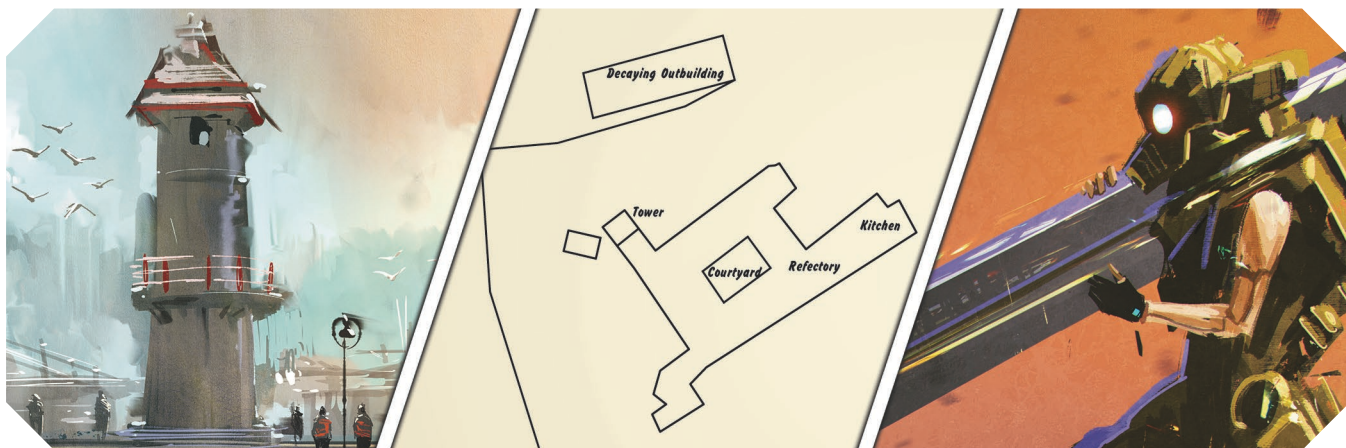 Decaying Outbuilding
Tower
Kitchen
Courtyard
Refectory